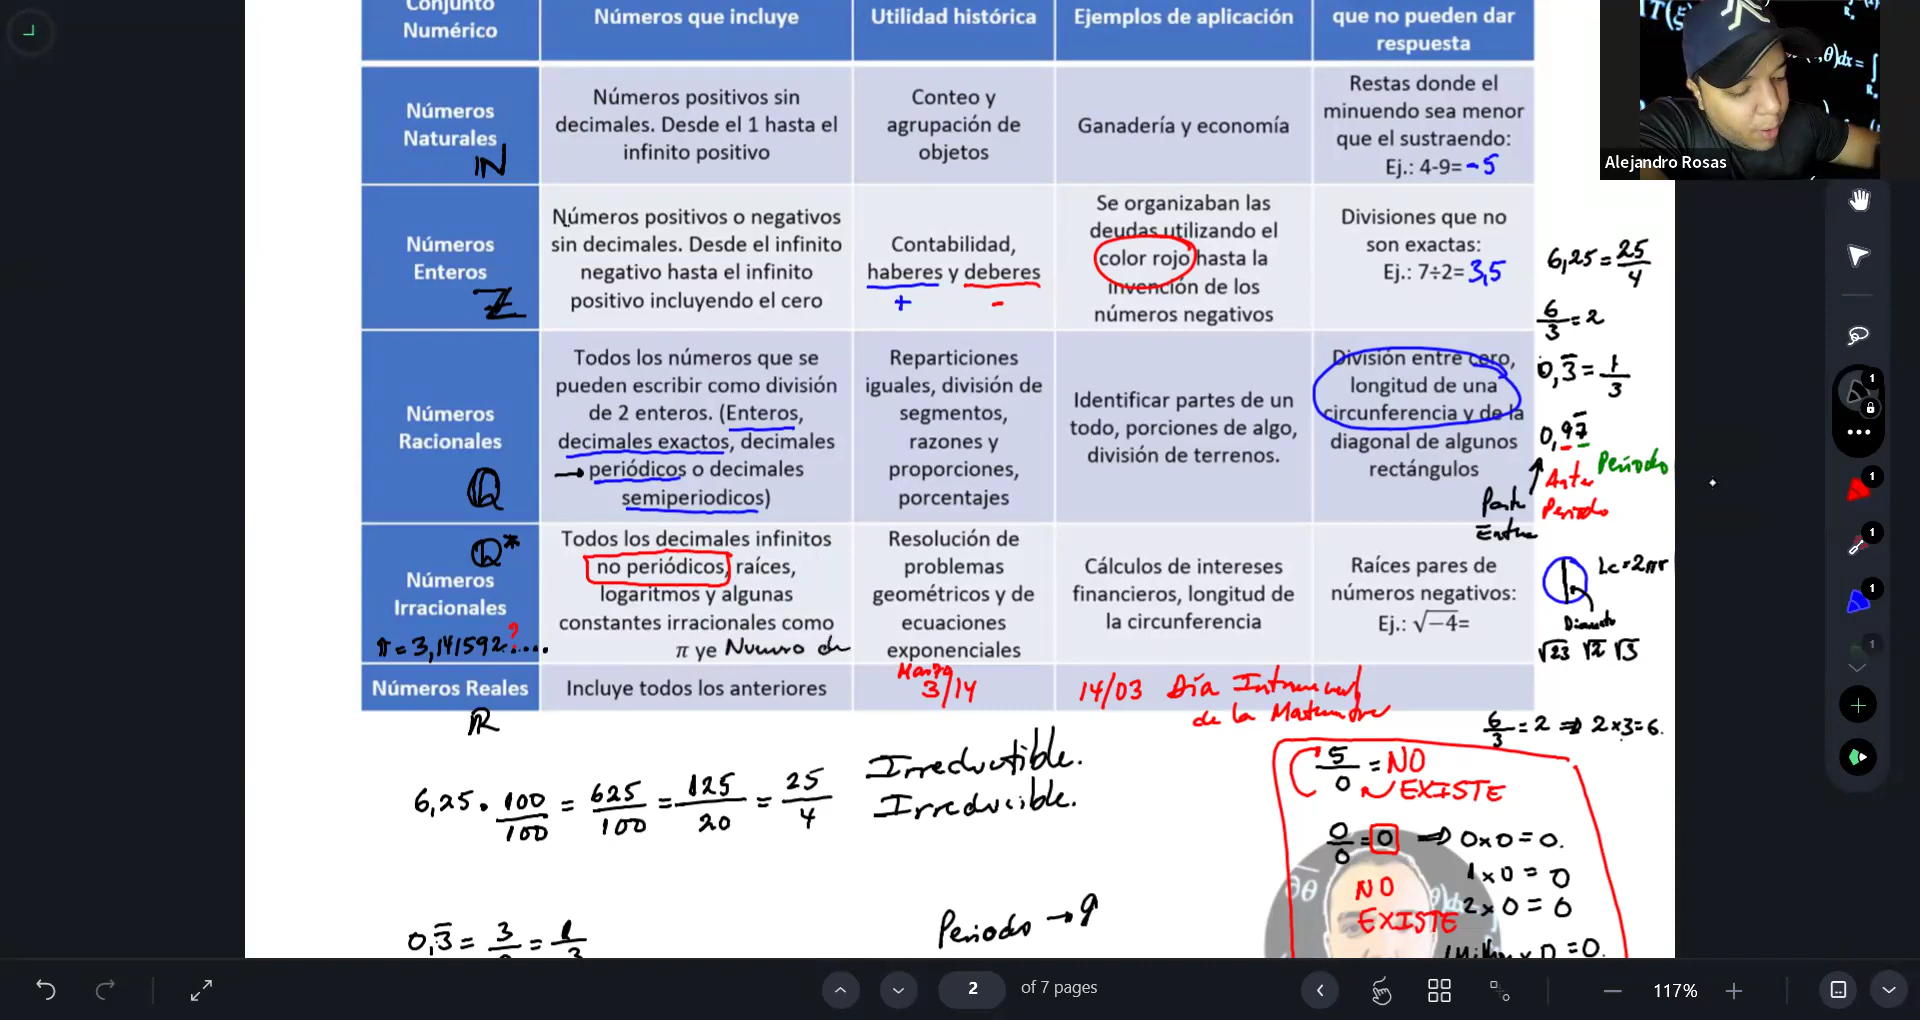 Conjunto
Numérico
Números que incluye
Utilidad histórica
Ejemplos de aplicación
que no pueden dar
respuesta
Números
Naturales
IN
Números positivos sin
decimales. Desde el 1 hasta el
infinito positivo
Conteo y
agrupación de
objetos
Ganadería y economía
Restas donde el
minuendo sea menor
que el sustraendo:
Ej.: 4-9= -5
Números
Enteros
Z
Números positivos o negativos
sin decimales. Desde el infinito
negativo hasta el infinito
positivo incluyendo el cero
Contabilidad,
haberes y deberes
+ -
Se organizaban las
deudas utilizando el
color rojo hasta la
invención de los
números negativos
Divisiones que no
son exactas:
Ej.: 7÷2= 3,5
Números
Racionales
Q
Todos los números que se
pueden escribir como división
de 2 enteros. (Enteros,
decimales exactos, decimales
periódicos o decimales
semiperiodicos)
Reparticiones
iguales, división de
segmentos,
razones y
proporciones,
porcentajes
Identificar partes de un
todo, porciones de algo,
división de terrenos.
División entre cero,
longitud de una
circunferencia y de la
diagonal de algunos
rectángulos
Q*
Números
Irracionales
π = 3,141592?....
Todos los decimales infinitos
no periódicos, raíces,
logaritmos y algunas
constantes irracionales como
π y e Numero de
Resolución de
problemas
geométricos y de
ecuaciones
exponenciales
Cálculos de intereses
financieros, longitud de
la circunferencia
Raíces pares de
números negativos:
Ej.: √-4=
Números Reales
R
Incluye todos los anteriores
Marzo
3/14
14/03 Día Internacional
de la Matematica
6,25 = 25/4
6/3 = 2
0,3̅ = 1/3
0,97̅
Periodo
Ante
Periodo
Parte
Entera
Lc = 2πr
Diametro
√23 √2 √3
6/3 = 2 ⇒ 2×3=6.
5/0 = NO
EXISTE
0/0 = 0 ⇒ 0×0=0.
1×0=0
2×0=0
NO
EXISTE
×0=0.
6,25 · 100/100 = 625/100 = 125/20 = 25/4
Irreductible.
Irreducible.
Periodo → 9
0,3̅ = 3/9 = 1/3
Alejandro Rosas
2
of 7 pages
117%